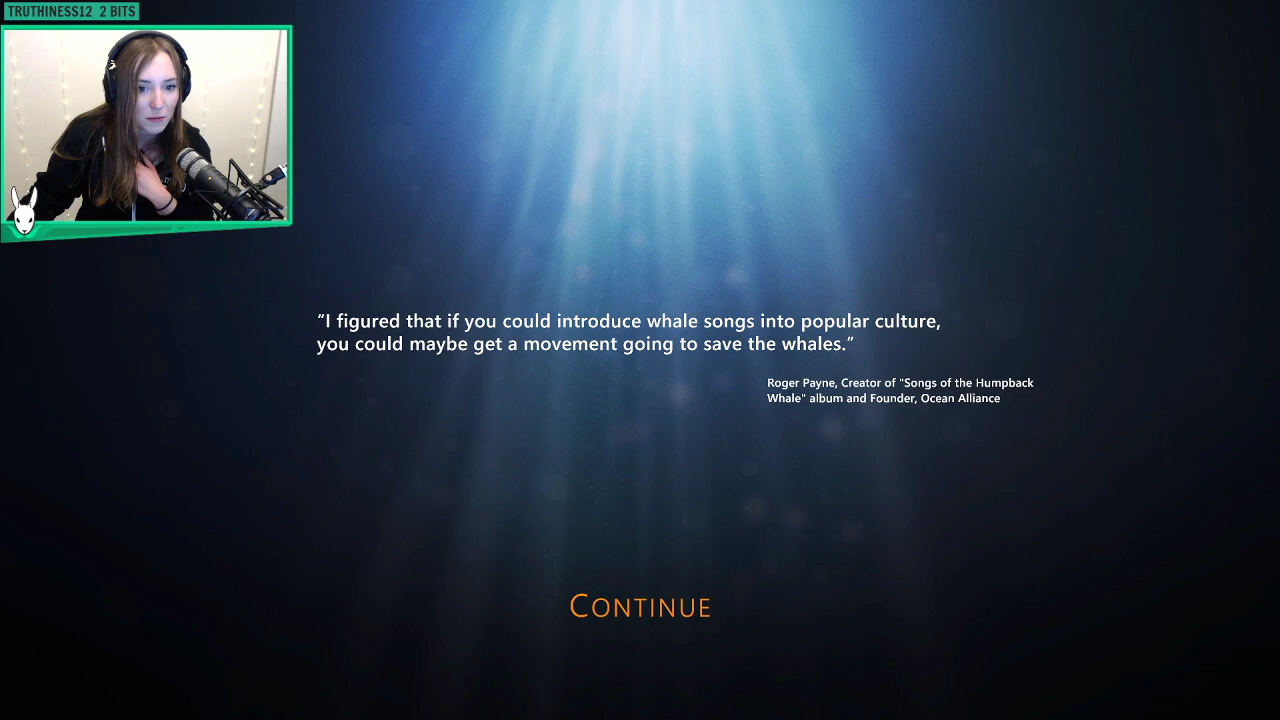 TRUTHINESS12 2 BITS
“I figured that if you could introduce whale songs into popular culture,
you could maybe get a movement going to save the whales.”
Roger Payne, Creator of "Songs of the Humpback
Whale" album and Founder, Ocean Alliance
CONTINUE